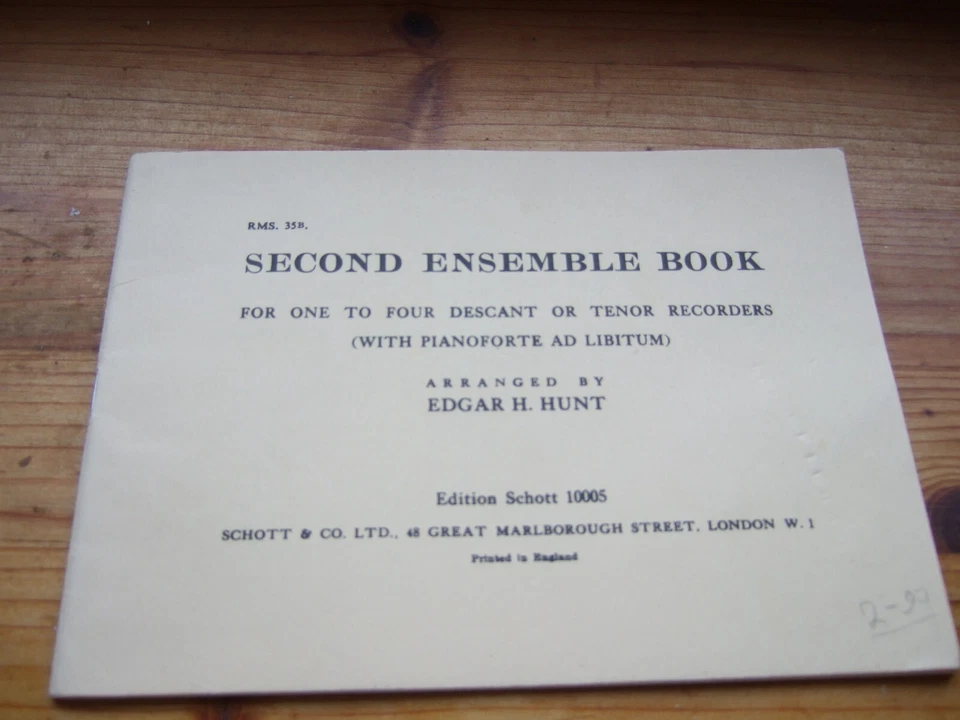 RMS. 35B.
SECOND ENSEMBLE BOOK
FOR ONE TO FOUR DESCANT OR TENOR RECORDERS
(WITH PIANOFORTE AD LIBITUM)
ARRANGED BY
EDGAR H. HUNT
Edition Schott 10005
SCHOTT & CO. LTD., 48 GREAT MARLBOROUGH STREET, LONDON W. 1
Printed in England